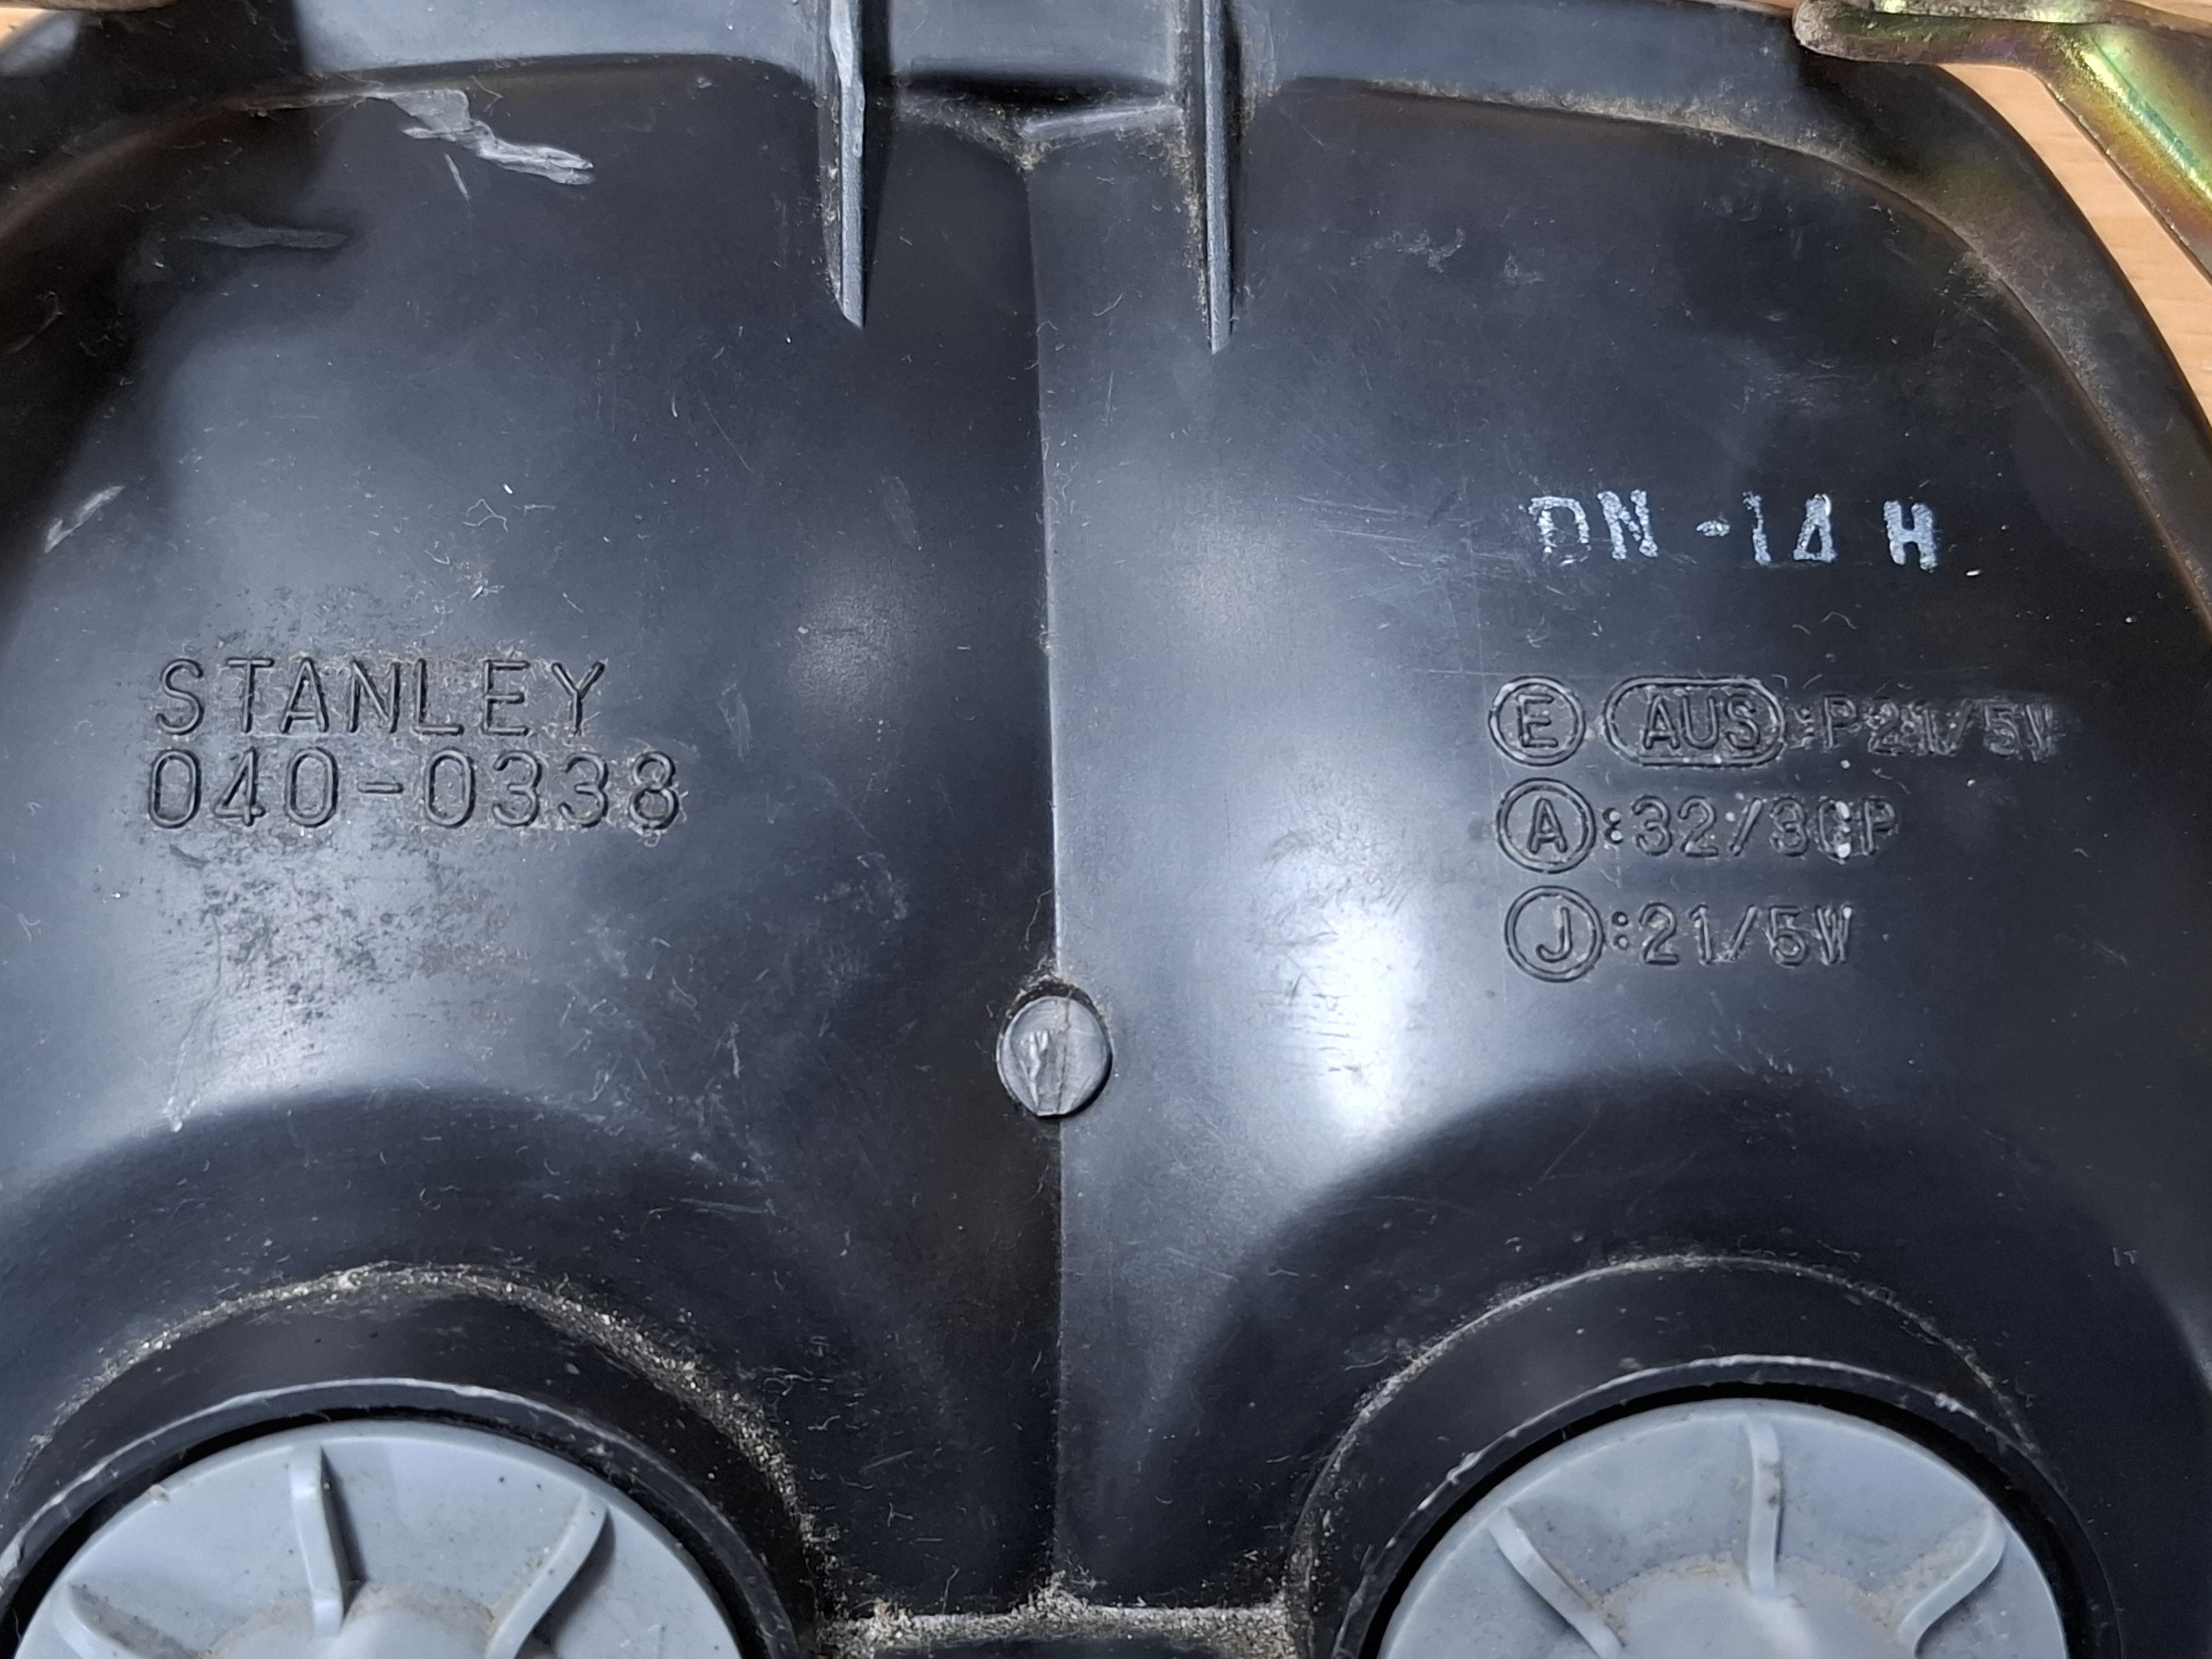 STANLEY
040-0338
DN-14 H
E AUS:P21/5W
A:32/3CP
J:21/5W